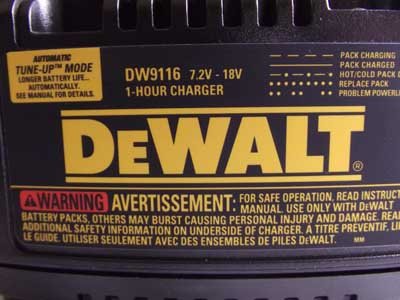 AUTOMATIC
TUNE-UP™ MODE
LONGER BATTERY LIFE...
AUTOMATICALLY.
SEE MANUAL FOR DETAILS.
DW9116 7.2V - 18V
1-HOUR CHARGER
PACK CHARGING
PACK CHARGED
HOT/COLD PACK
REPLACE PACK
PROBLEM
DEWALT®
WARNING AVERTISSEMENT: FOR SAFE OPERATION, READ
MANUAL. USE ONLY WITH DEWALT
BATTERY PACKS, OTHERS MAY BURST CAUSING PERSONAL INJURY AND DAMAGE.
ADDITIONAL SAFETY INFORMATION ON UNDERSIDE OF CHARGER. A TITRE PREVENTIF,
LE GUIDE. UTILISER SEULEMENT AVEC DES ENSEMBLES DE PILES DEWALT. MM